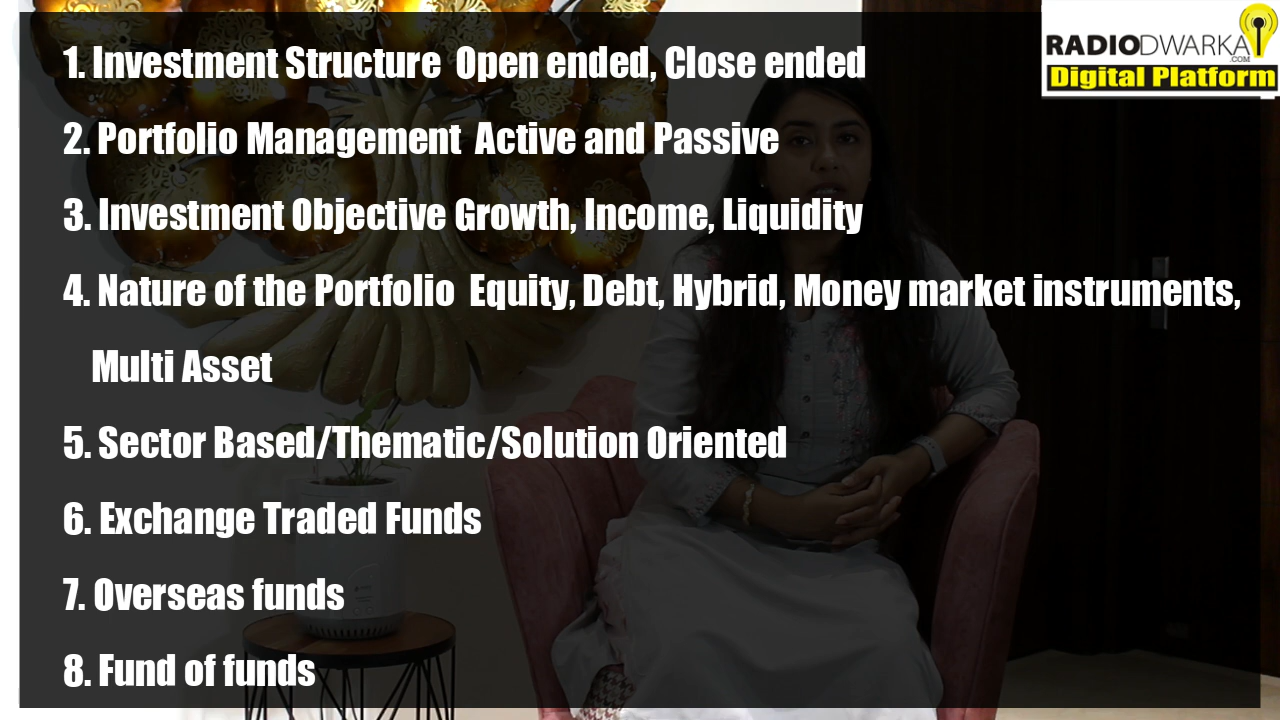 1. Investment Structure  Open ended, Close ended
2. Portfolio Management  Active and Passive
3. Investment Objective Growth, Income, Liquidity
4. Nature of the Portfolio  Equity, Debt, Hybrid, Money market instruments,
Multi Asset
5. Sector Based/Thematic/Solution Oriented
6. Exchange Traded Funds
7. Overseas funds
8. Fund of funds
RADIODWARKA
.COM
Digital Platform